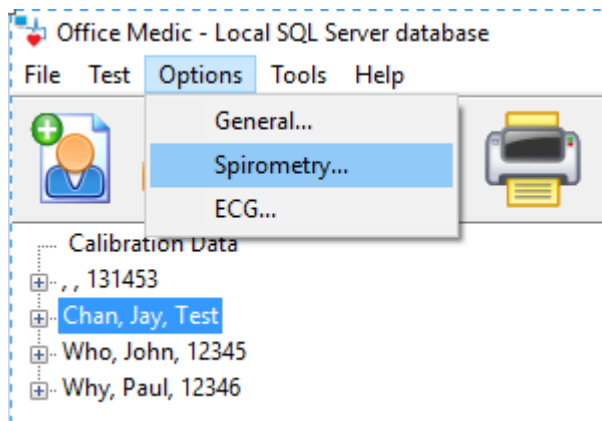 Office Medic - Local SQL Server database
File Test Options Tools Help
General...
Spirometry...
ECG...
Calibration Data
, , 131453
Chan, Jay, Test
Who, John, 12345
Why, Paul, 12346